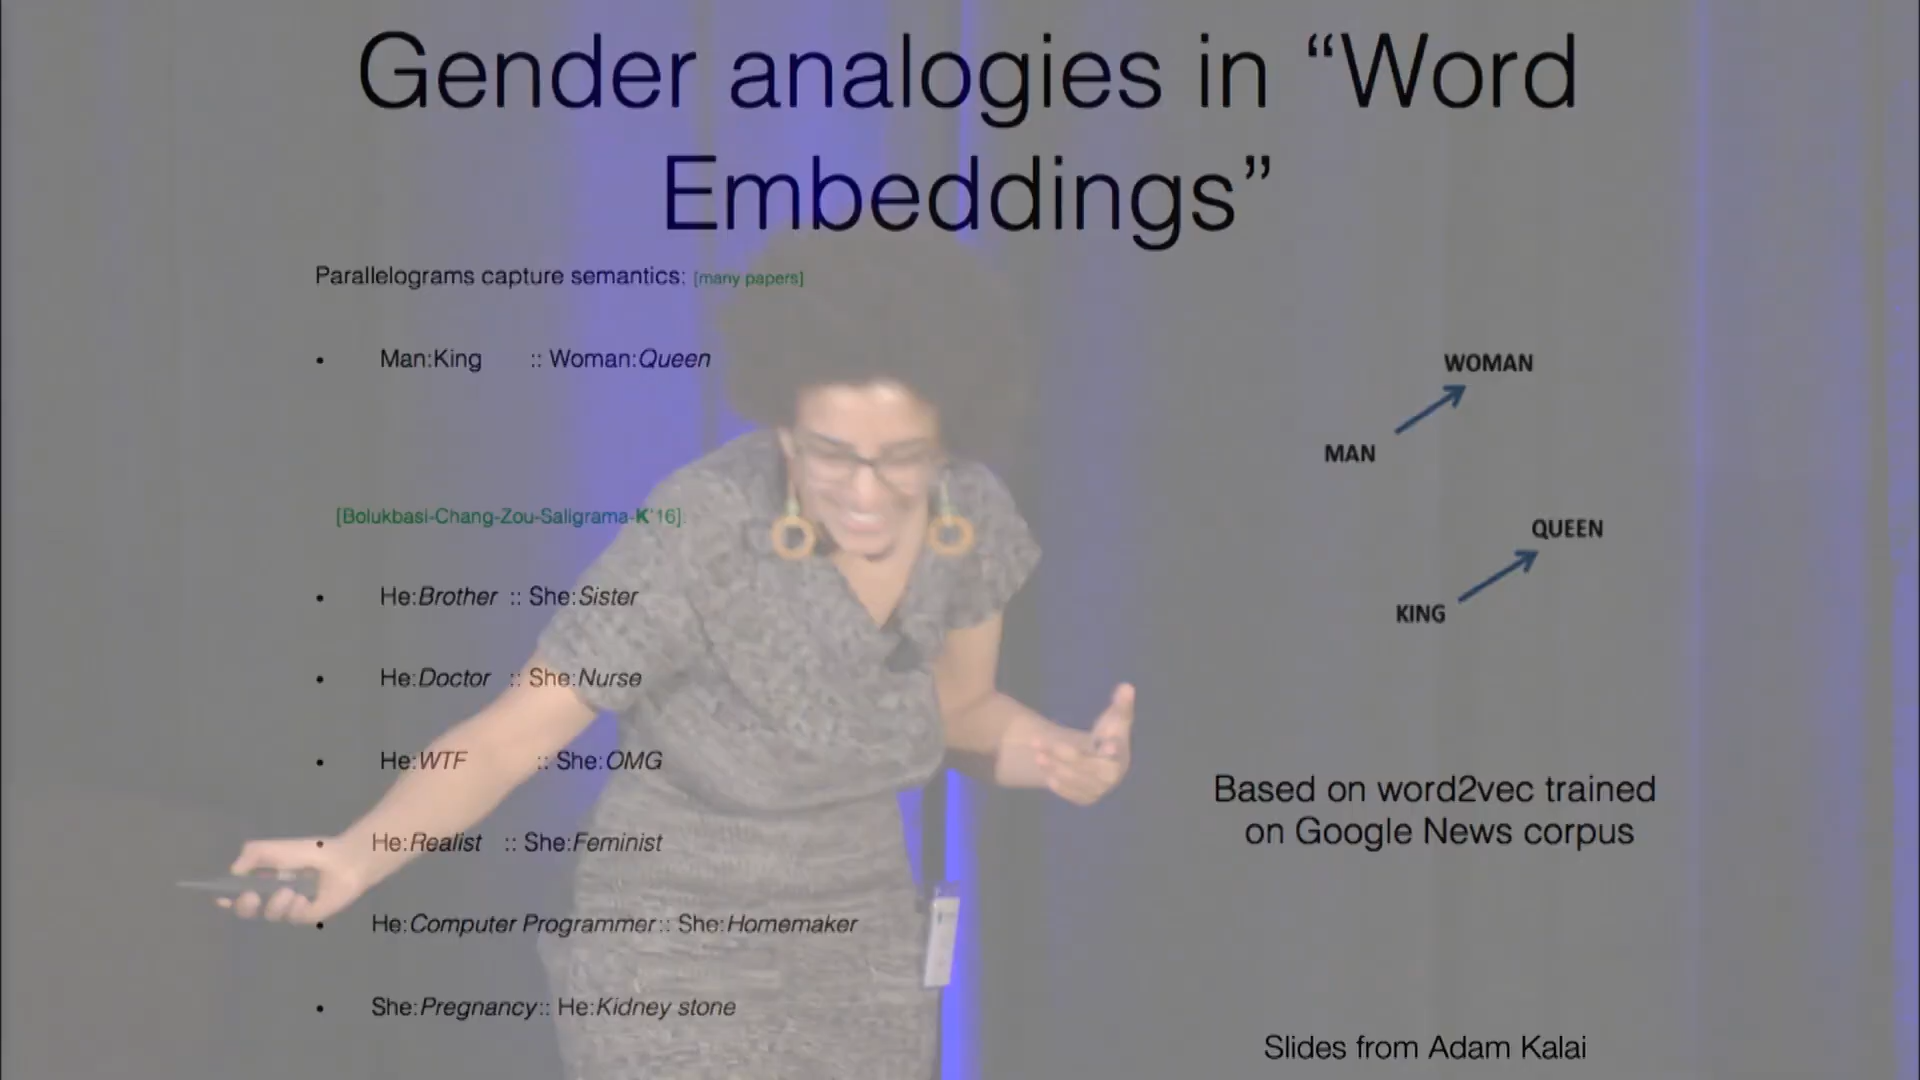 Gender analogies in “Word
Embeddings”
Parallelograms capture semantics: [many papers]
• Man:King :: Woman:Queen
WOMAN
MAN
[Bolukbasi-Chang-Zou-Saligrama-K'16]:
QUEEN
• He:Brother :: She:Sister
KING
• He:Doctor :: She:Nurse
• He:WTF :: She:OMG
Based on word2vec trained
on Google News corpus
• He:Realist :: She:Feminist
• He:Computer Programmer:: She:Homemaker
• She:Pregnancy:: He:Kidney stone
Slides from Adam Kalai